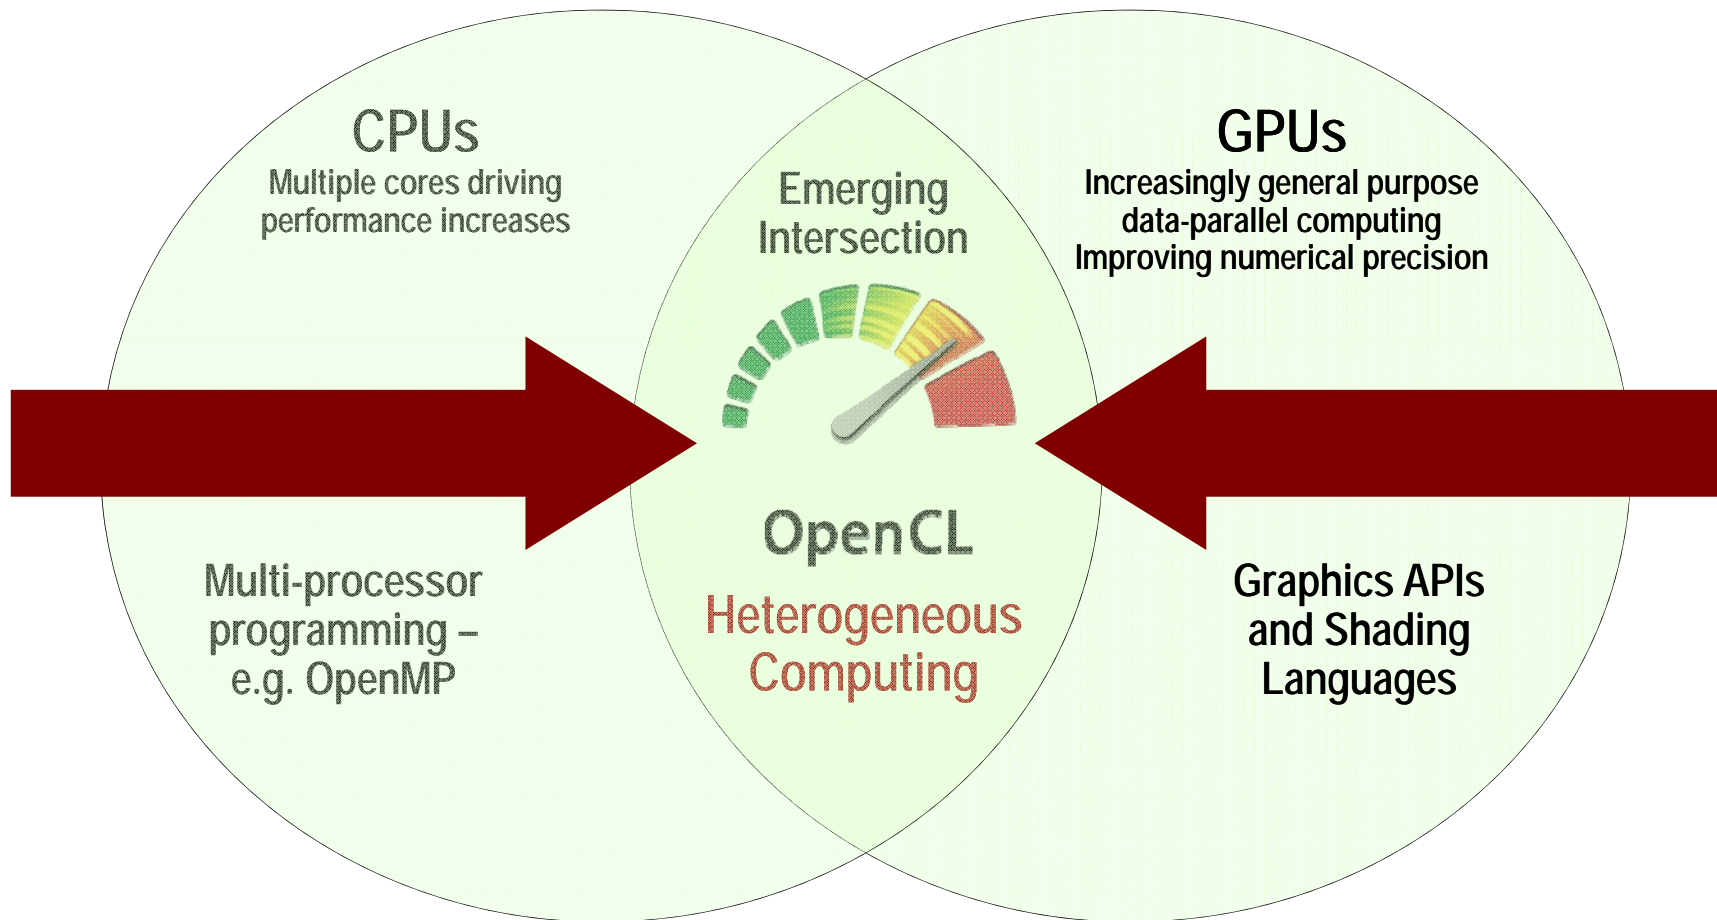 CPUs
Multiple cores driving
performance increases
Emerging
Intersection
GPUs
Increasingly general purpose
data-parallel computing
Improving numerical precision
Multi-processor
programming –
e.g. OpenMP
OpenCL
Heterogeneous
Computing
Graphics APIs
and Shading
Languages